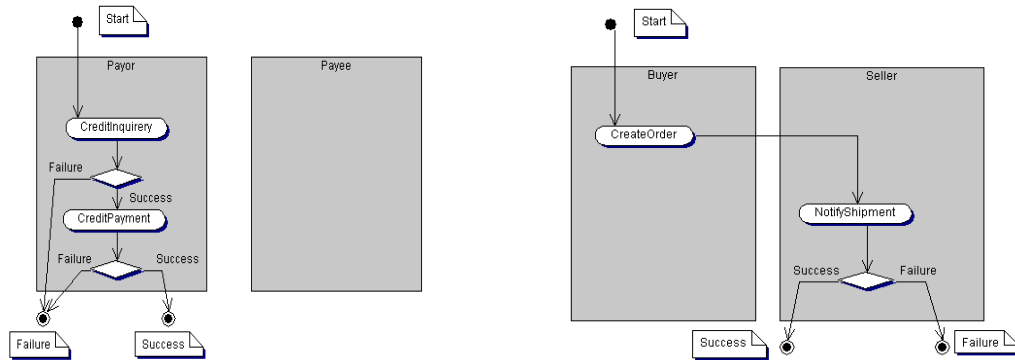 Start
Payor
Payee
CreditInquirery
Failure
Success
CreditPayment
Failure
Success
Failure
Success
Start
Buyer
Seller
CreateOrder
NotifyShipment
Success
Failure
Success
Failure